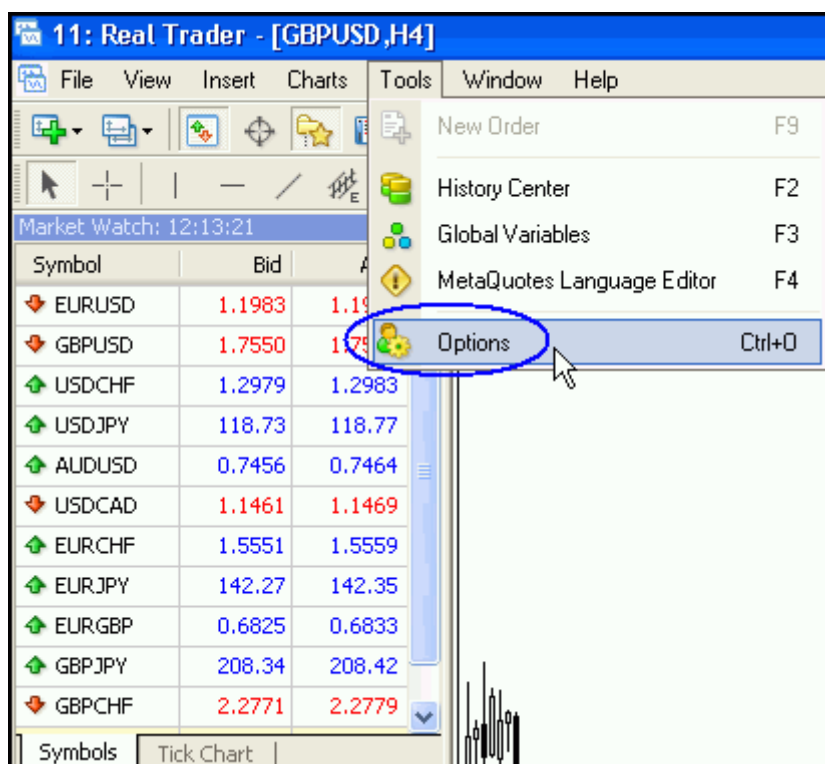 11: Real Trader - [GBPUSD,H4]
File View Insert Charts Tools Window Help
New Order F9
History Center F2
Global Variables F3
MetaQuotes Language Editor F4
Options Ctrl+O
E
Market Watch: 12:13:21
Symbol Bid
EURUSD 1.1983
GBPUSD 1.7550
USDCHF 1.2979 1.2983
USDJPY 118.73 118.77
AUDUSD 0.7456 0.7464
USDCAD 1.1461 1.1469
EURCHF 1.5551 1.5559
EURJPY 142.27 142.35
EURGBP 0.6825 0.6833
GBPJPY 208.34 208.42
GBPCHF 2.2771 2.2779
Symbols Tick Chart